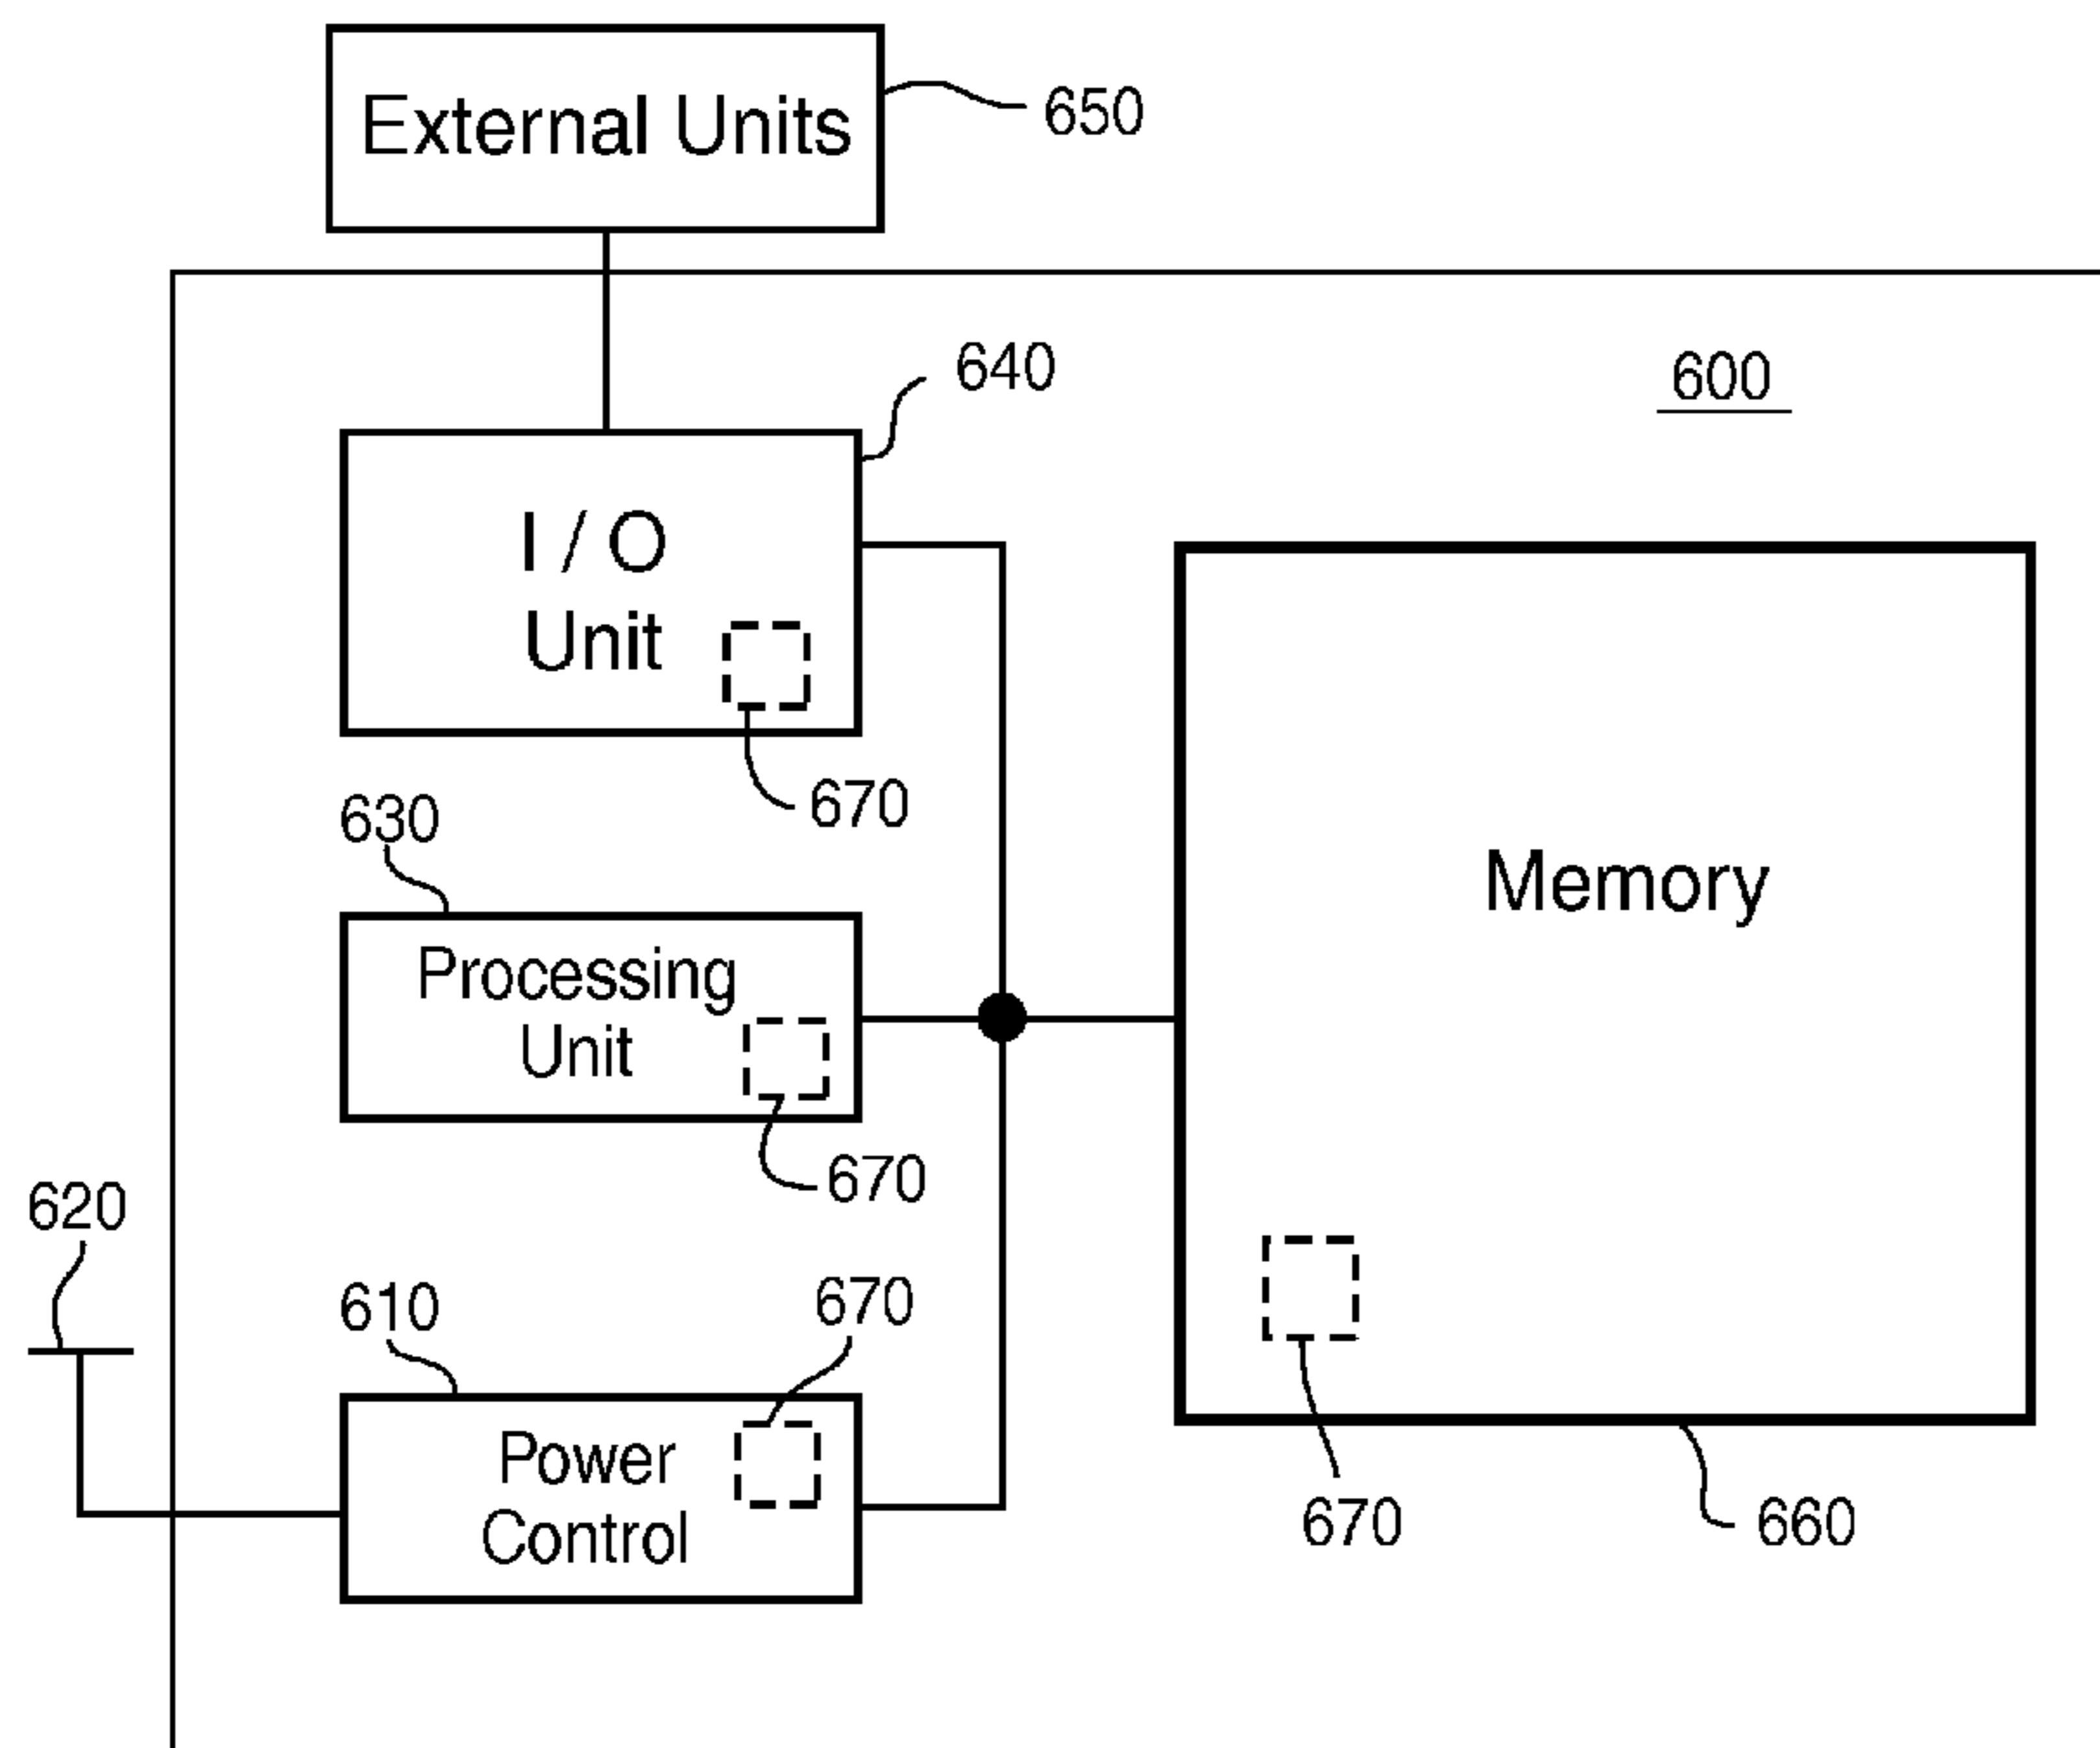 External Units
650
640
600
I / O
Unit
670
630
Memory
Processing
Unit
670
620
610
670
Power
Control
670
660